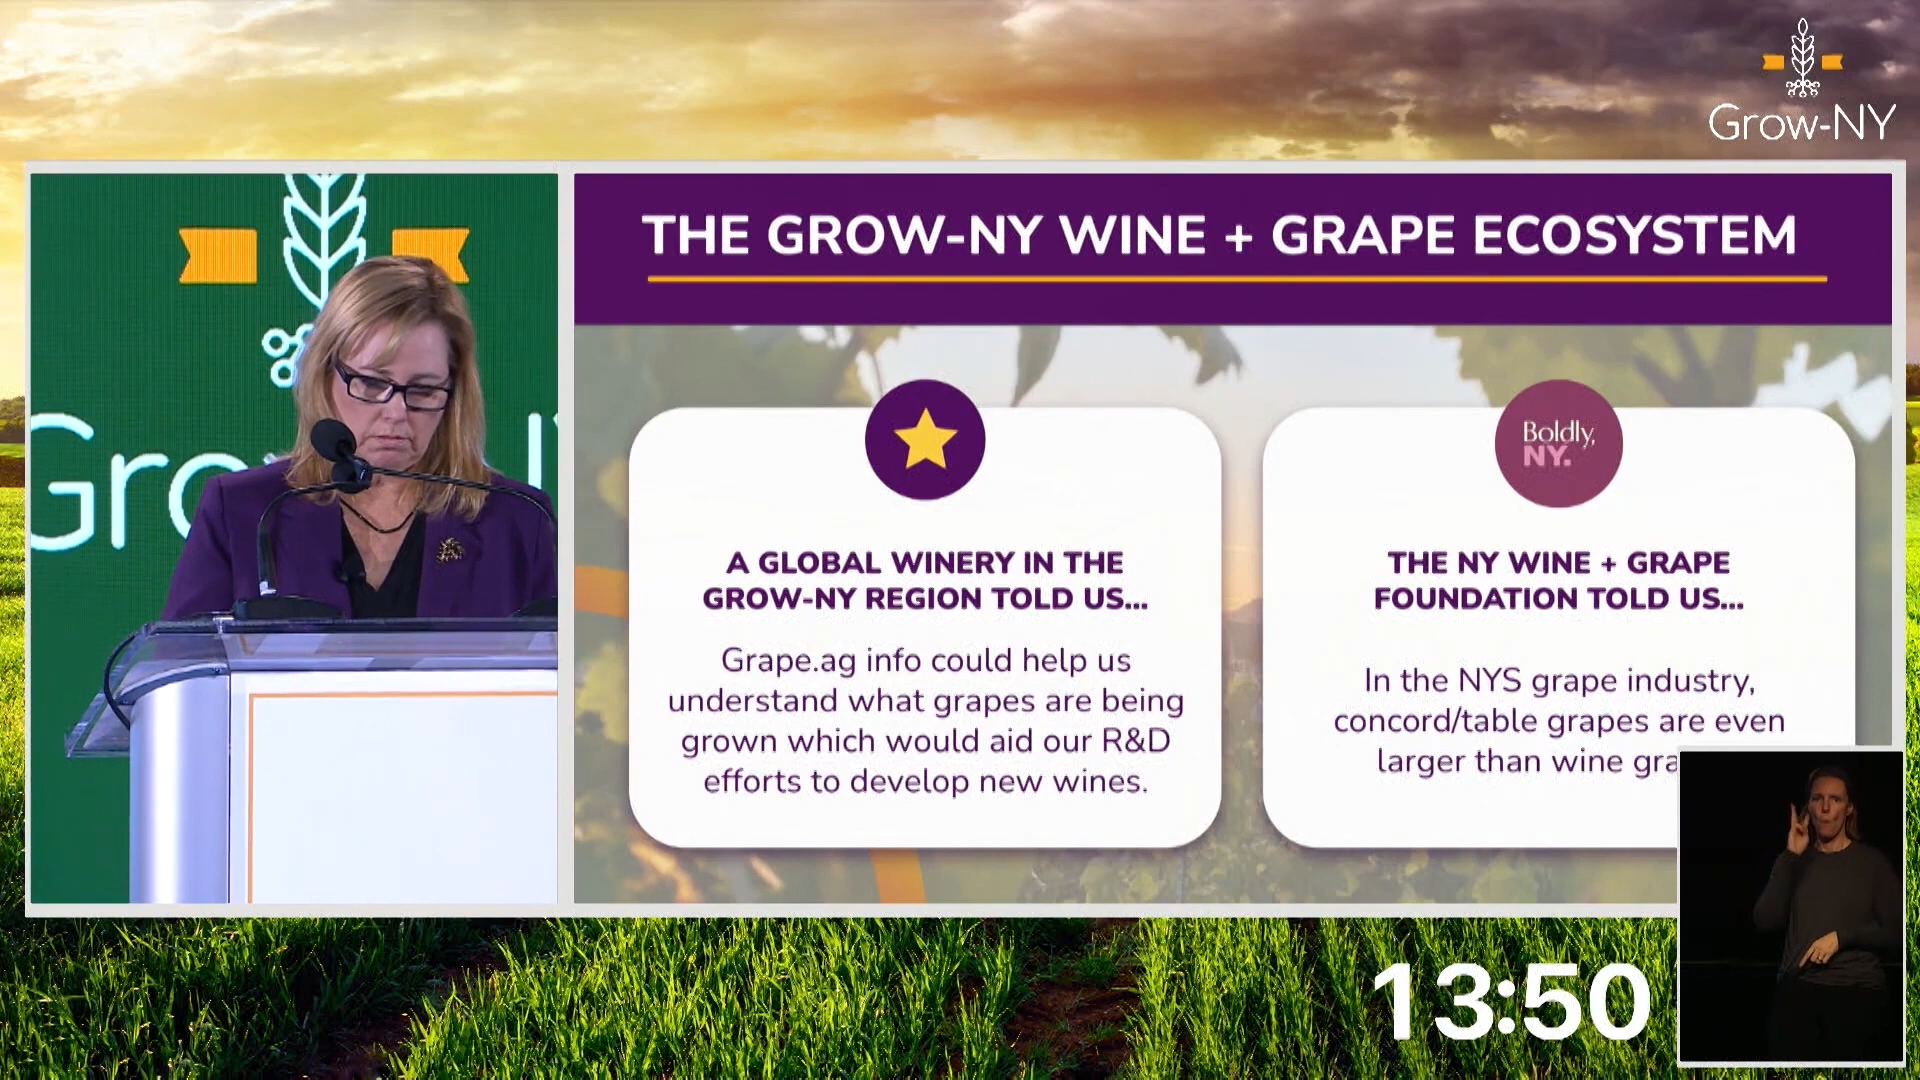 Grow-NY
Gro
THE GROW-NY WINE + GRAPE ECOSYSTEM
Boldly,
NY.
A GLOBAL WINERY IN THE
GROW-NY REGION TOLD US...
Grape.ag info could help us
understand what grapes are being
grown which would aid our R&D
efforts to develop new wines.
THE NY WINE + GRAPE
FOUNDATION TOLD US...
In the NYS grape industry,
concord/table grapes are even
larger than wine gra
13:50